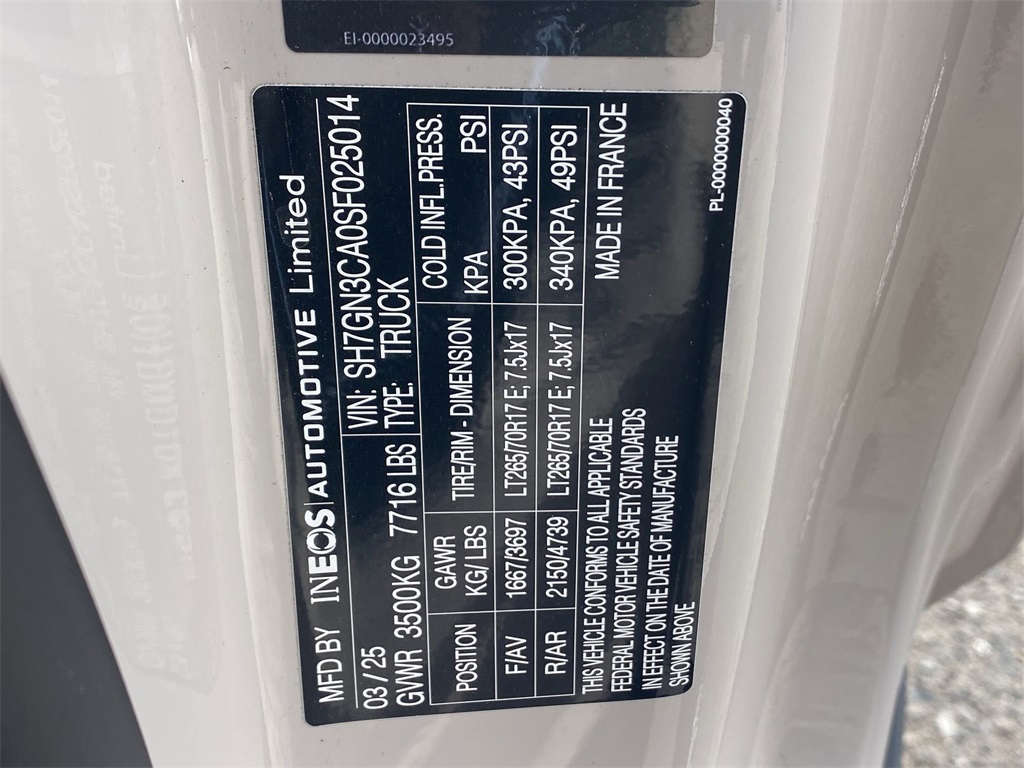 EI-0000023495
MFD BY INEOS|AUTOMOTIVE Limited
03 / 25 VIN: SH7GN3CA0SF025014
GVWR 3500KG 7716 LBS TYPE: TRUCK
POSITION GAWR KG/LBS TIRE/RIM - DIMENSION COLD INFL.PRESS. KPA PSI
F/AV 1667/3697 LT265/70R17 E; 7.5Jx17 300KPA, 43PSI
R/AR 2150/4739 LT265/70R17 E; 7.5Jx17 340KPA, 49PSI
THIS VEHICLE CONFORMS TO ALL APPLICABLE
FEDERAL MOTOR VEHICLE SAFETY STANDARDS
IN EFFECT ON THE DATE OF MANUFACTURE
SHOWN ABOVE
MADE IN FRANCE
PL-0000000040